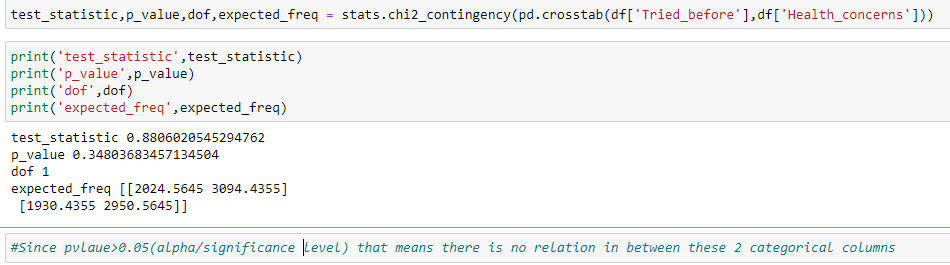 test_statistic,p_value,dof,expected_freq = stats.chi2_contingency(pd.crosstab(df['Tried_before'],df['Health_concerns']))
print('test_statistic',test_statistic)
print('p_value',p_value)
print('dof',dof)
print('expected_freq',expected_freq)
test_statistic 0.8806020545294762
p_value 0.34803683457134504
dof 1
expected_freq [[2024.5645 3094.4355]
 [1930.4355 2950.5645]]
#Since pvlaue>0.05(alpha/significance level) that means there is no relation in between these 2 categorical columns